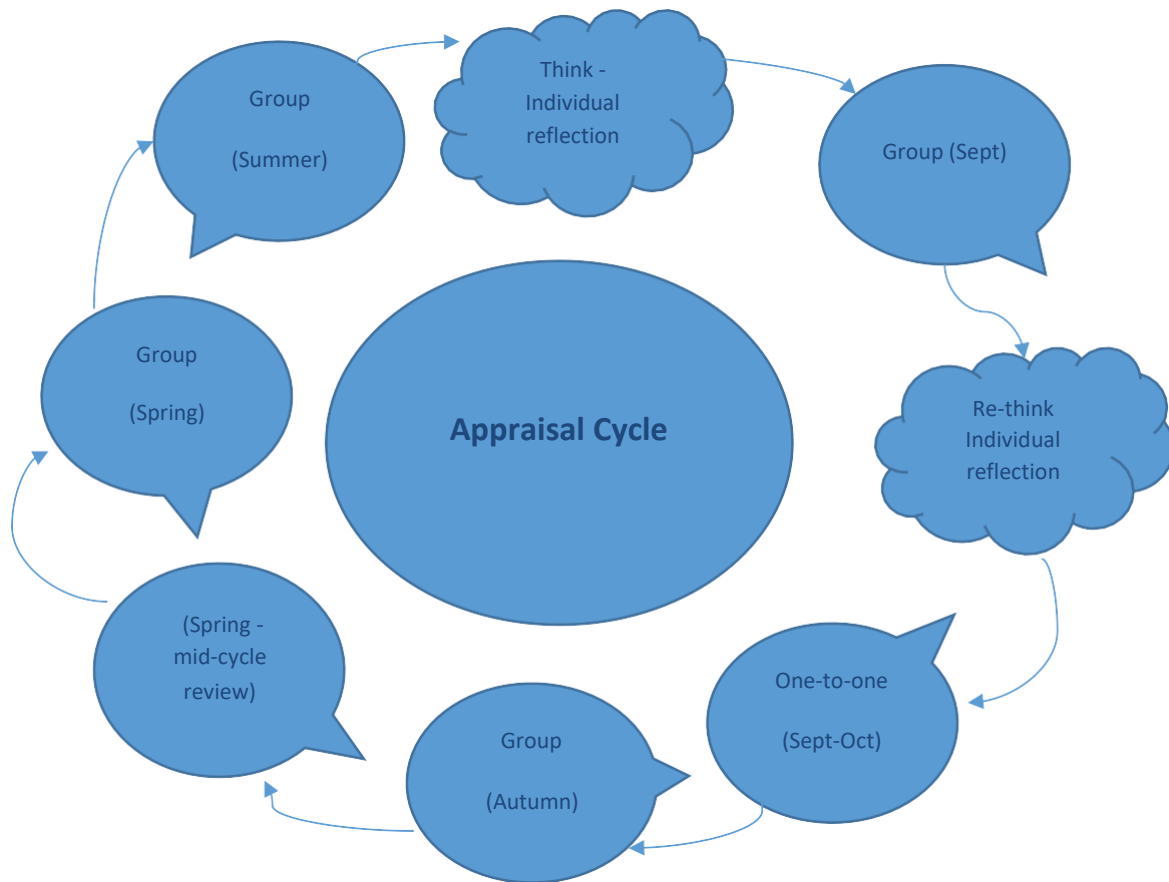 Group
(Summer)
Think -
Individual
reflection
Group (Sept)
Re-think
Individual
reflection
One-to-one
(Sept-Oct)
Group
(Autumn)
(Spring -
mid-cycle
review)
Group
(Spring)
Appraisal Cycle